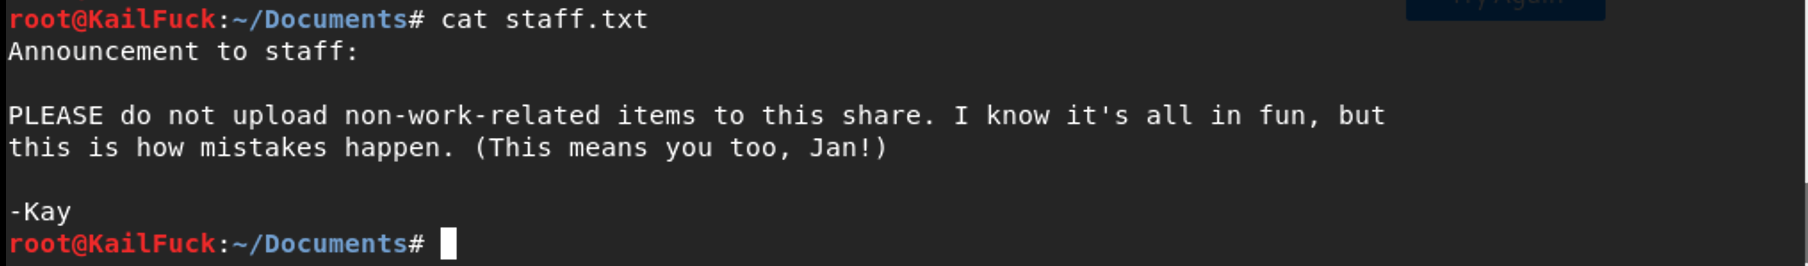 root@KailFuck:~/Documents# cat staff.txt
Announcement to staff:
PLEASE do not upload non-work-related items to this share. I know it's all in fun, but
this is how mistakes happen. (This means you too, Jan!)
-Kay
root@KailFuck:~/Documents#
Try Again